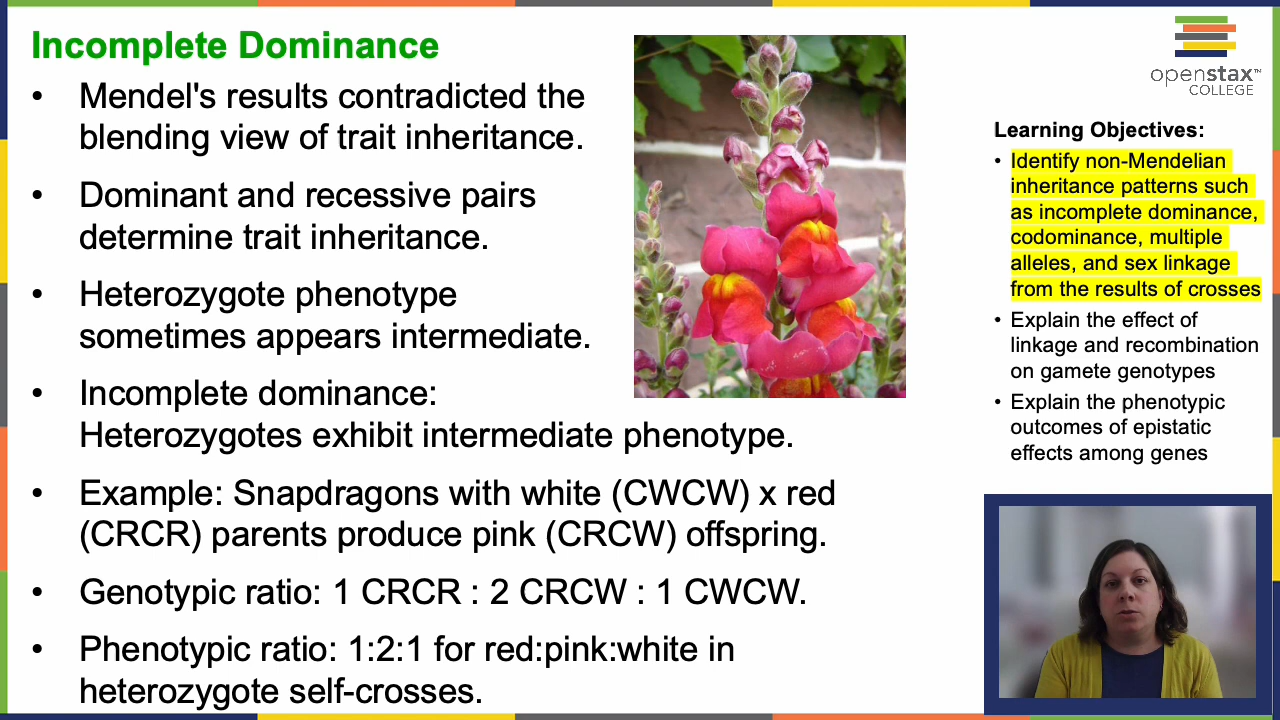 Incomplete Dominance
• Mendel's results contradicted the
blending view of trait inheritance.
• Dominant and recessive pairs
determine trait inheritance.
• Heterozygote phenotype
sometimes appears intermediate.
• Incomplete dominance:
Heterozygotes exhibit intermediate phenotype.
• Example: Snapdragons with white (CWCW) x red
(CRCR) parents produce pink (CRCW) offspring.
• Genotypic ratio: 1 CRCR : 2 CRCW : 1 CWCW.
• Phenotypic ratio: 1:2:1 for red:pink:white in
heterozygote self-crosses.
openstax™
COLLEGE
Learning Objectives:
• Identify non-Mendelian
inheritance patterns such
as incomplete dominance,
codominance, multiple
alleles, and sex linkage
from the results of crosses
• Explain the effect of
linkage and recombination
on gamete genotypes
• Explain the phenotypic
outcomes of epistatic
effects among genes